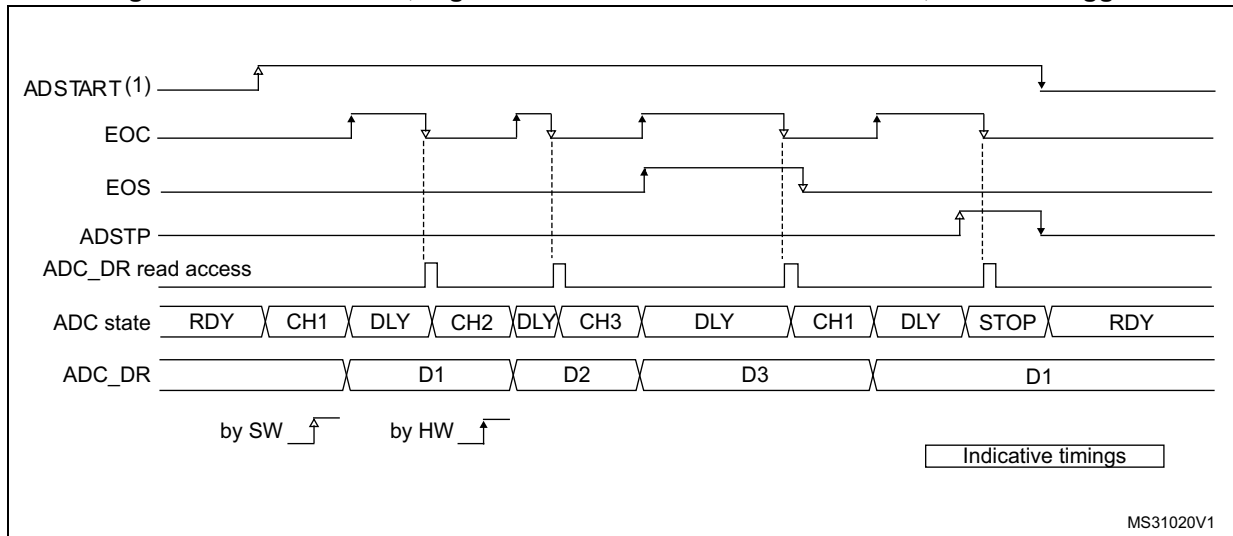 ADSTART(1)
EOC
EOS
ADSTP
ADC_DR read access
ADC state RDY CH1 DLY CH2 DLY CH3 DLY CH1 DLY STOP RDY
ADC_DR D1 D2 D3 D1
by SW by HW
Indicative timings
MS31020V1